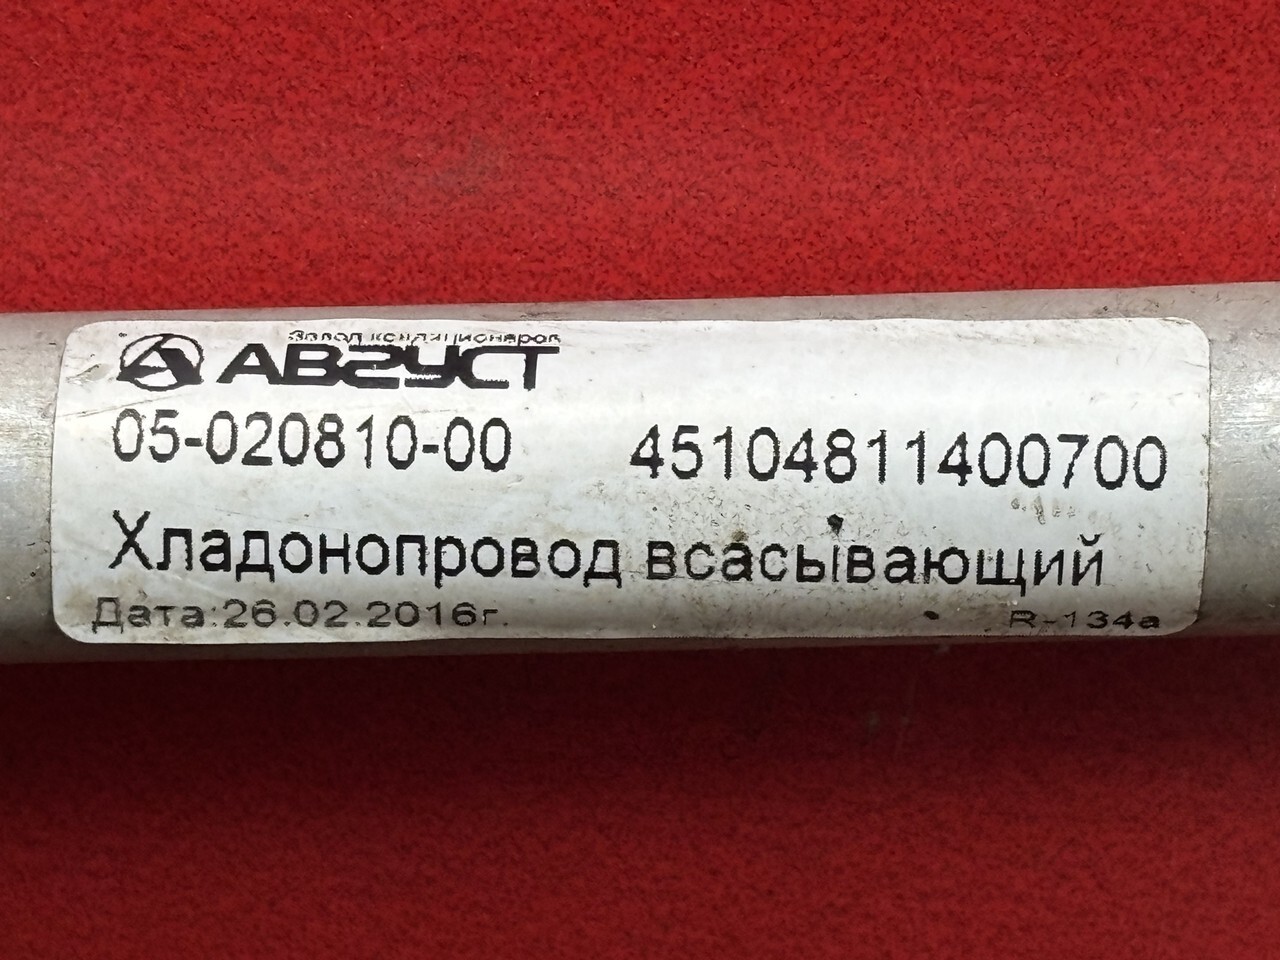 Завод кондиционеров
АВГУСТ
05-020810-00 45104811400700
Хладонопровод всасывающий
Дата:26.02.2016г. R-134a